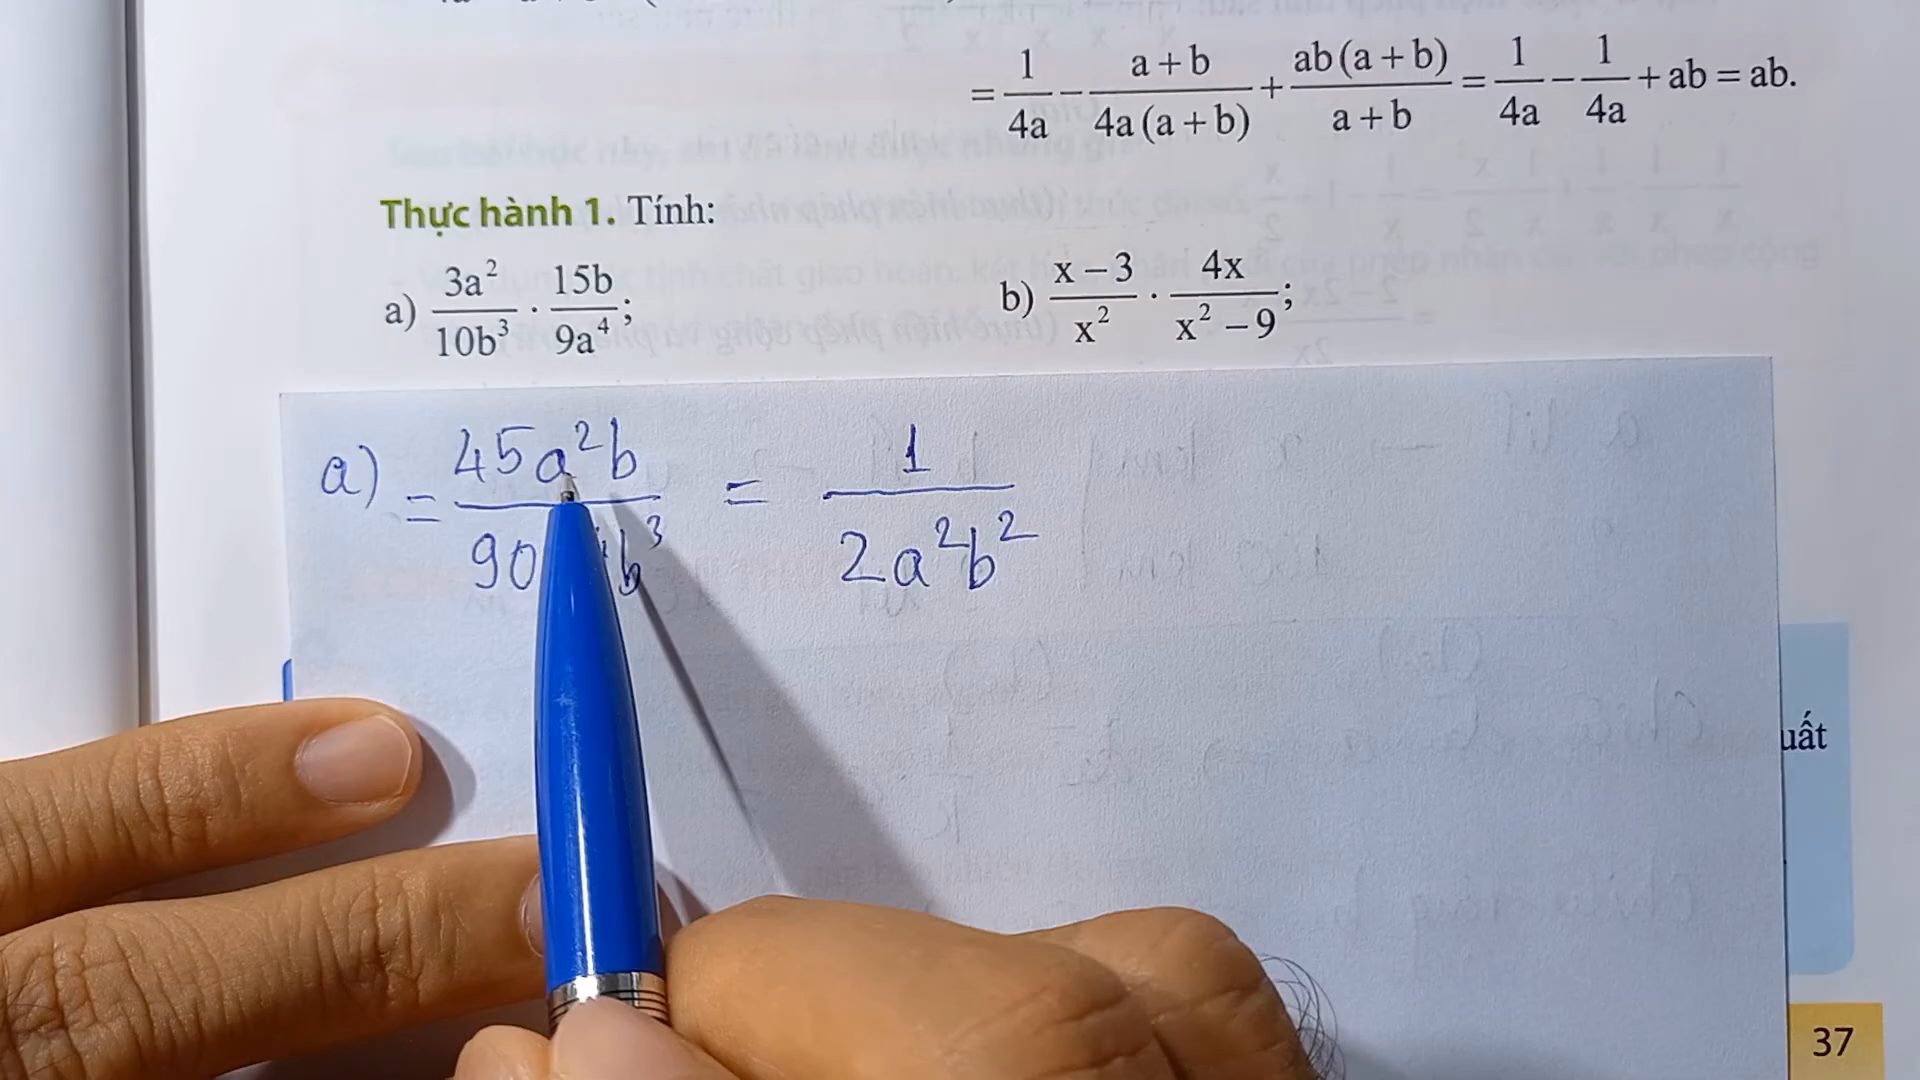 = 1/4a − a + b/4a(a + b) + ab(a + b)/a + b = 1/4a − 1/4a + ab = ab.
Thực hành 1. Tính:
a) 3a²/10b³ · 15b/9a⁴; b) x − 3/x² · 4x/x² − 9;
a) = 45a²b/90 b³ = 1/2a²b²
uất
37